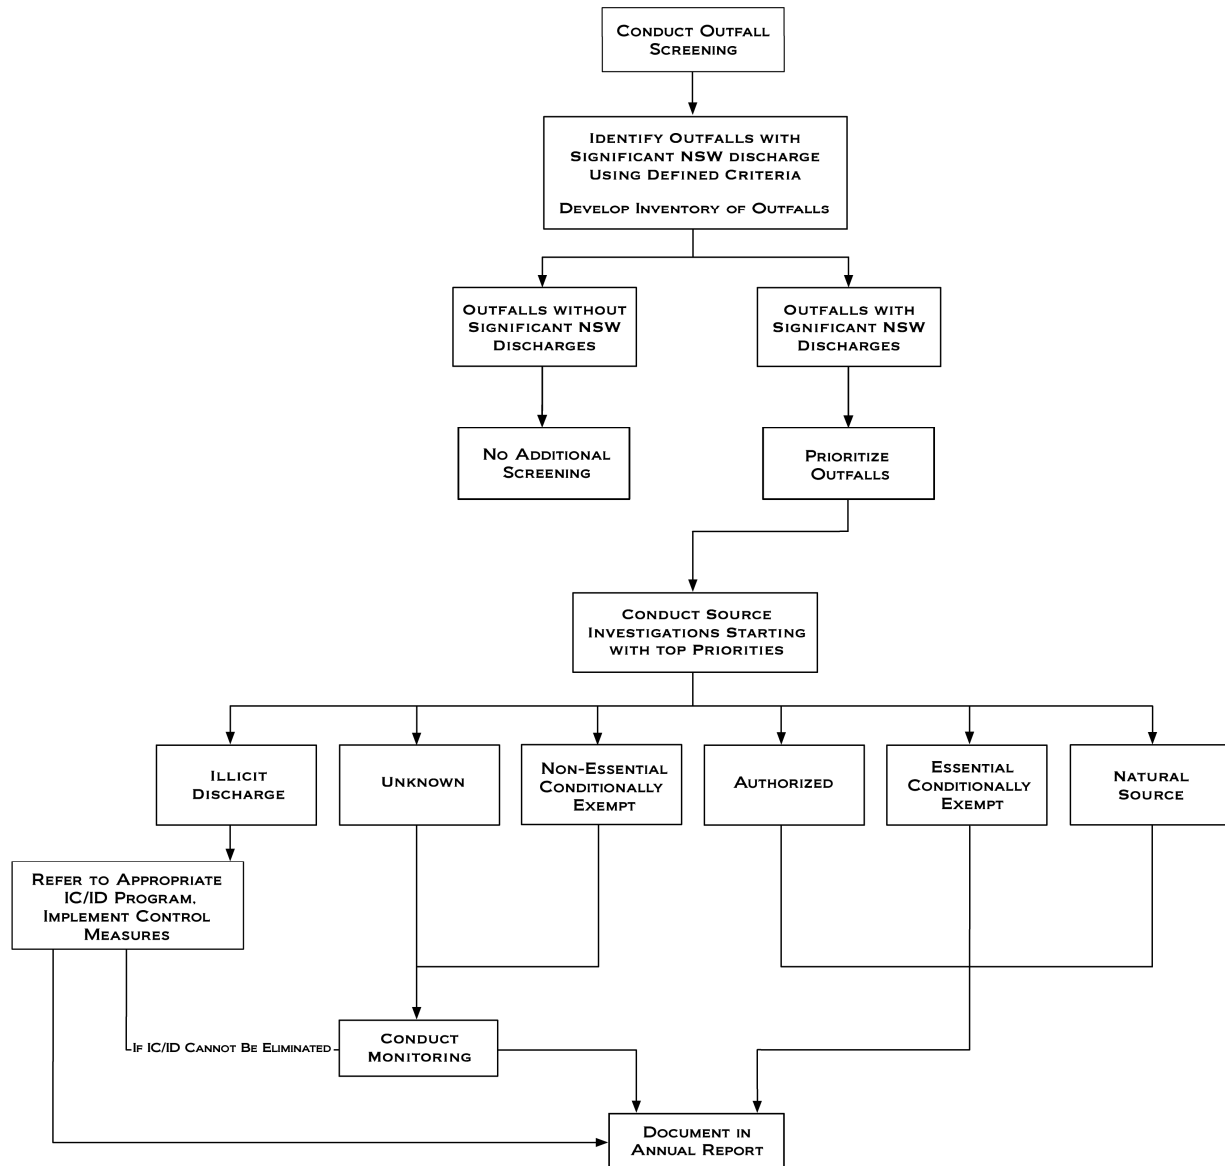 Conduct Outfall
Screening
Identify Outfalls with
Significant NSW discharge
Using Defined Criteria
Develop Inventory of Outfalls
Outfalls without
Significant NSW
Discharges
Outfalls with
Significant NSW
Discharges
No Additional
Screening
Prioritize
Outfalls
Conduct Source
Investigations Starting
with top Priorities
Illicit
Discharge
Unknown
Non-Essential
Conditionally
Exempt
Authorized
Essential
Conditionally
Exempt
Natural
Source
Refer to Appropriate
IC/ID Program.
Implement Control
Measures
If IC/ID Cannot Be Eliminated
Conduct
Monitoring
Document in
Annual Report